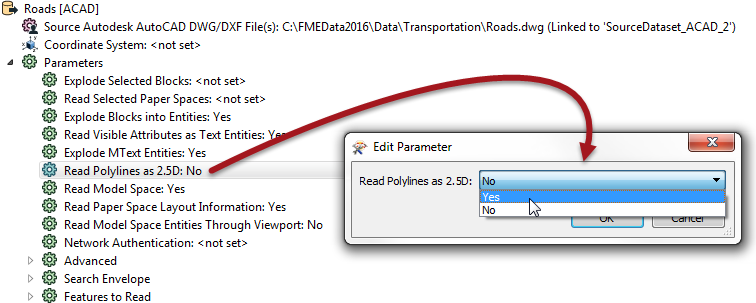 Roads [ACAD]
Source Autodesk AutoCAD DWG/DXF File(s): C:\FMEData2016\Data\Transportation\Roads.dwg (Linked to 'SourceDataset_ACAD_2')
Coordinate System: <not set>
Parameters
Explode Selected Blocks: <not set>
Read Selected Paper Spaces: <not set>
Explode Blocks into Entities: Yes
Read Visible Attributes as Text Entities: Yes
Explode MText Entities: Yes
Read Polylines as 2.5D: No
Read Model Space: Yes
Read Paper Space Layout Information: Yes
Read Model Space Entities Through Viewport: No
Network Authentication: <not set>
Advanced
Search Envelope
Features to Read
Edit Parameter
Read Polylines as 2.5D: No
Yes
No
OK Cancel